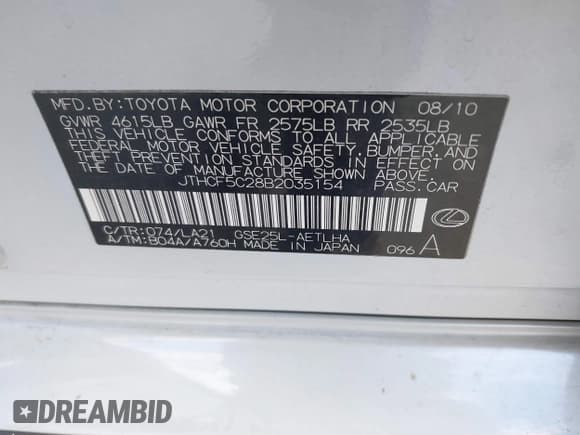 MFD. BY: TOYOTA MOTOR CORPORATION 08/10
GVWR 4615LB GAWR FR 2575LB RR 2535LB
THIS VEHICLE CONFORMS TO ALL APPLICABLE
FEDERAL MOTOR VEHICLE SAFETY, BUMPER, AND
THEFT PREVENTION STANDARDS IN EFFECT ON
THE DATE OF MANUFACTURE SHOWN ABOVE.
JTHCF5C28B2035154 PASS. CAR
C/TR: 074/LA21 GSE25L-AETLHA
A/TM: B04A/A760H MADE IN JAPAN 096 A
DREAMBID